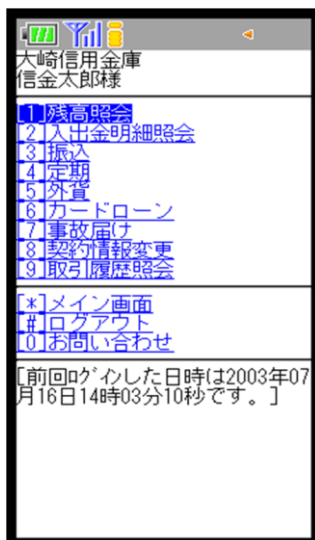 大崎信用金庫
信金太郎様
[1]残高照会
[2]入出金明細照会
[3]振込
[4]定期
[5]外貨
[6]カードローン
[7]事故届け
[8]契約情報変更
[9]取引履歴照会
[*]メイン画面
[#]ログアウト
[0]お問い合わせ
[前回ﾛｸﾞｲﾝした日時は2003年07
月16日14時03分10秒です。]